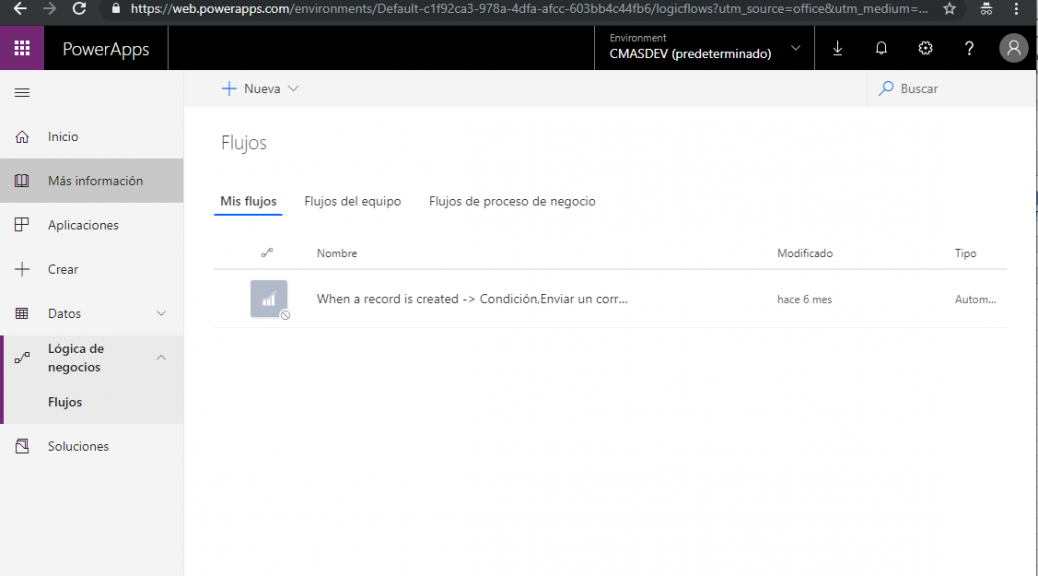 https://web.powerapps.com/environments/Default-c1f92ca3-978a-4dfa-afcc-603bb4c44fb6/logicflows?utm_source=office&utm_medium=...
PowerApps
Environment
CMASDEV (predeterminado)
?
Nueva
Buscar
Inicio
Más información
Aplicaciones
Crear
Datos
Lógica de
negocios
Flujos
Soluciones
Flujos
Mis flujos
Flujos del equipo
Flujos de proceso de negocio
Nombre
Modificado
Tipo
When a record is created -> Condición,Enviar un corr...
hace 6 mes
Autom...